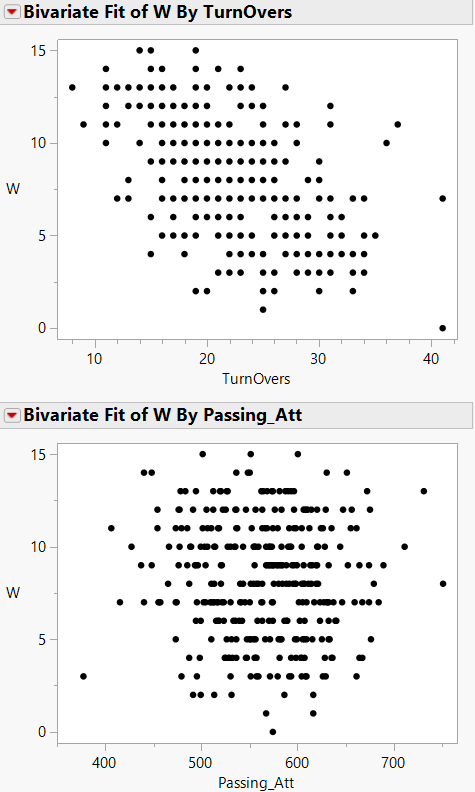 Bivariate Fit of W By TurnOvers
15
10
W
5
0
10 20 30 40
TurnOvers
Bivariate Fit of W By Passing_Att
15
10
W
5
0
400 500 600 700
Passing_Att